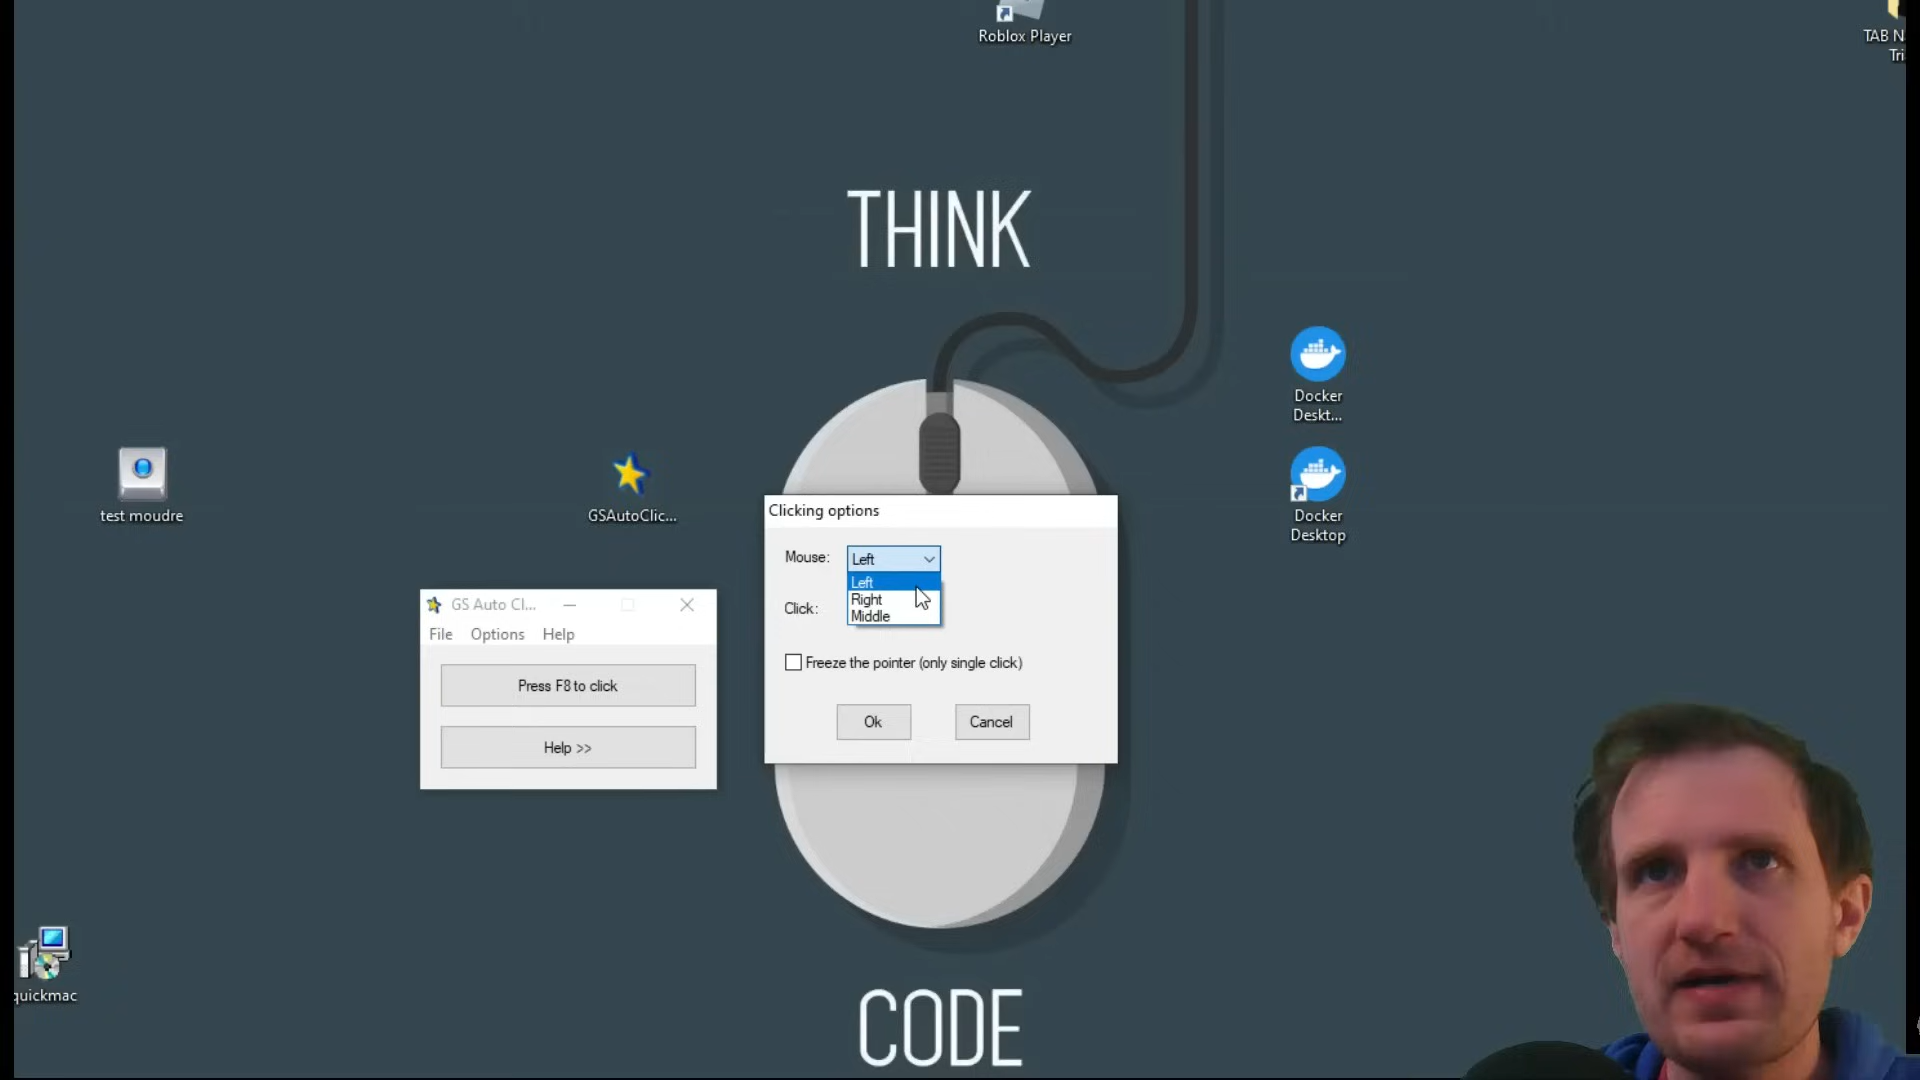 Roblox Player
TAB N
Tri
THINK
Docker
Deskt...
Docker
Desktop
test moudre
GSAutoClic...
Clicking options
Mouse:
Left
Left
Right
Middle
Click:
Freeze the pointer (only single click)
Ok
Cancel
GS Auto Cl...
File Options Help
Press F8 to click
Help >>
quickmac
CODE